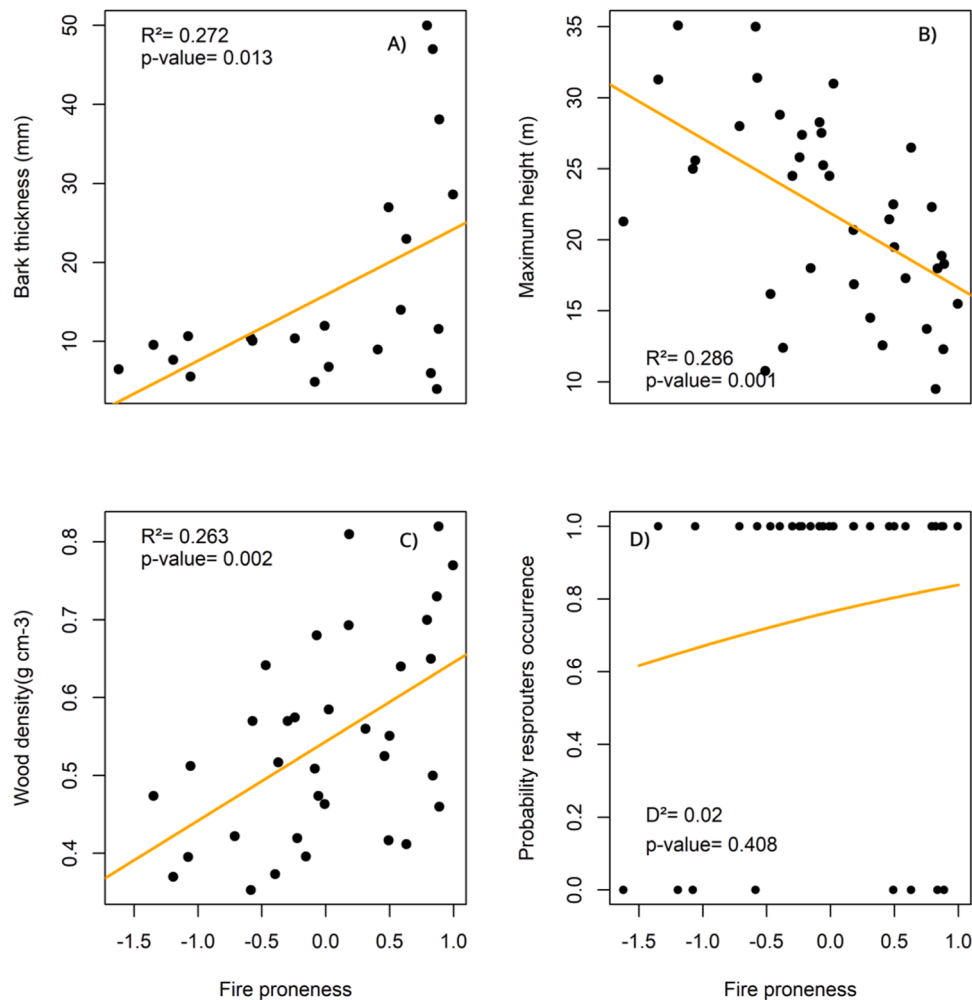 R²= 0.272
p-value= 0.013
A)
Bark thickness (mm)
50
40
30
20
10
B)
Maximum height (m)
35
30
25
20
15
10
R²= 0.286
p-value= 0.001
R²= 0.263
p-value= 0.002
C)
Wood density(g cm-3)
0.8
0.7
0.6
0.5
0.4
-1.5 -1.0 -0.5 0.0 0.5 1.0
Fire proneness
D)
Probability resprouters occurrence
1.0
0.8
0.6
0.4
0.2
0.0
D²= 0.02
p-value= 0.408
-1.5 -1.0 -0.5 0.0 0.5 1.0
Fire proneness